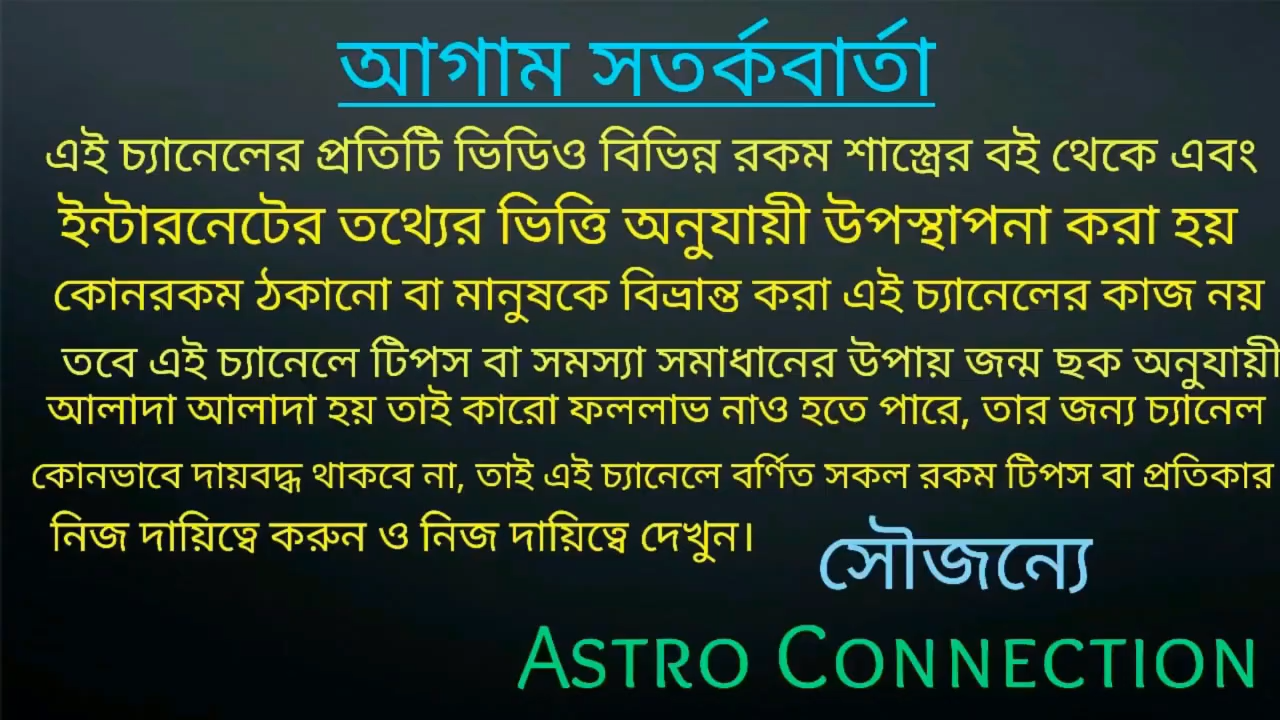 আগাম সতর্কবার্তা
এই চ্যানেলের প্রতিটি ভিডিও বিভিন্ন রকম শাস্ত্রের বই থেকে এবং
ইন্টারনেটের তথ্যের ভিত্তি অনুযায়ী উপস্থাপনা করা হয়
কোনরকম ঠকানো বা মানুষকে বিভ্রান্ত করা এই চ্যানেলের কাজ নয়
তবে এই চ্যানেলে টিপস বা সমস্যা সমাধানের উপায় জন্ম ছক অনুযায়ী
আলাদা আলাদা হয় তাই কারো ফললাভ নাও হতে পারে, তার জন্য চ্যানেল
কোনভাবে দায়বদ্ধ থাকবে না, তাই এই চ্যানেলে বর্ণিত সকল রকম টিপস বা প্রতিকার
নিজ দায়িত্বে করুন ও নিজ দায়িত্বে দেখুন।
সৌজন্যে
ASTRO CONNECTION